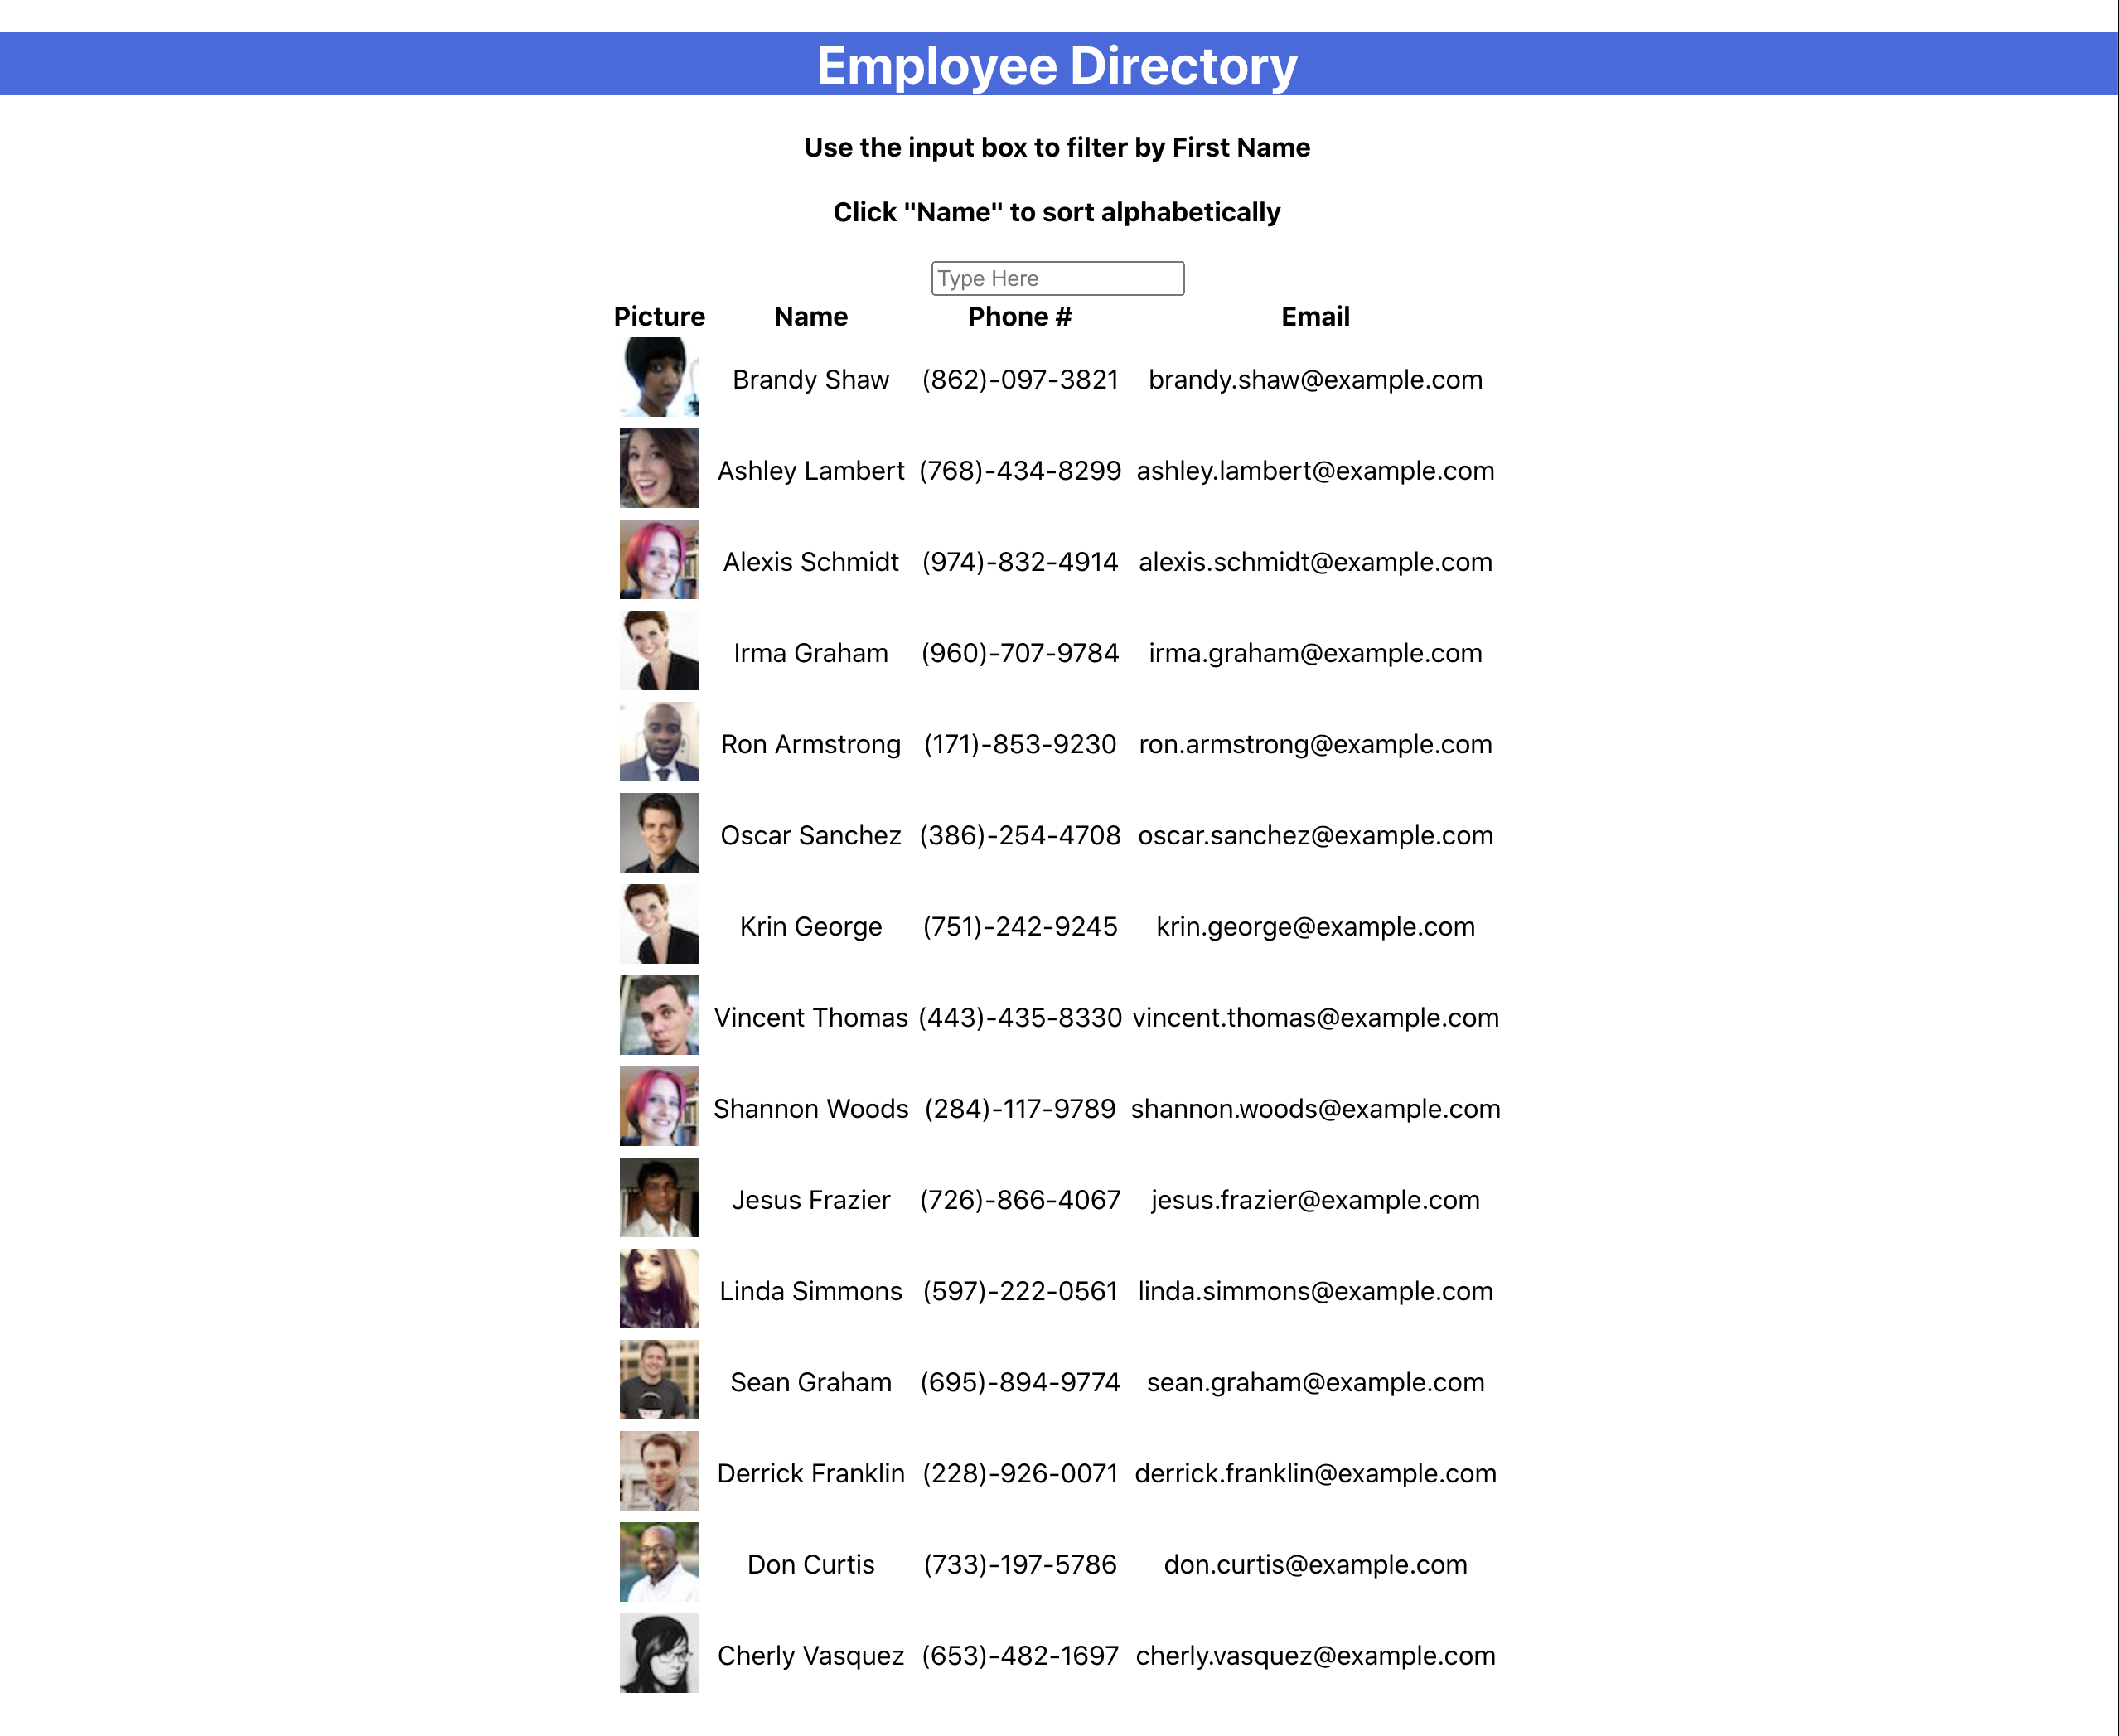 Employee Directory
Use the input box to filter by First Name
Click "Name" to sort alphabetically
Type Here
Picture Name Phone # Email
Brandy Shaw (862)-097-3821 brandy.shaw@example.com
Ashley Lambert (768)-434-8299 ashley.lambert@example.com
Alexis Schmidt (974)-832-4914 alexis.schmidt@example.com
Irma Graham (960)-707-9784 irma.graham@example.com
Ron Armstrong (171)-853-9230 ron.armstrong@example.com
Oscar Sanchez (386)-254-4708 oscar.sanchez@example.com
Krin George (751)-242-9245 krin.george@example.com
Vincent Thomas (443)-435-8330 vincent.thomas@example.com
Shannon Woods (284)-117-9789 shannon.woods@example.com
Jesus Frazier (726)-866-4067 jesus.frazier@example.com
Linda Simmons (597)-222-0561 linda.simmons@example.com
Sean Graham (695)-894-9774 sean.graham@example.com
Derrick Franklin (228)-926-0071 derrick.franklin@example.com
Don Curtis (733)-197-5786 don.curtis@example.com
Cherly Vasquez (653)-482-1697 cherly.vasquez@example.com